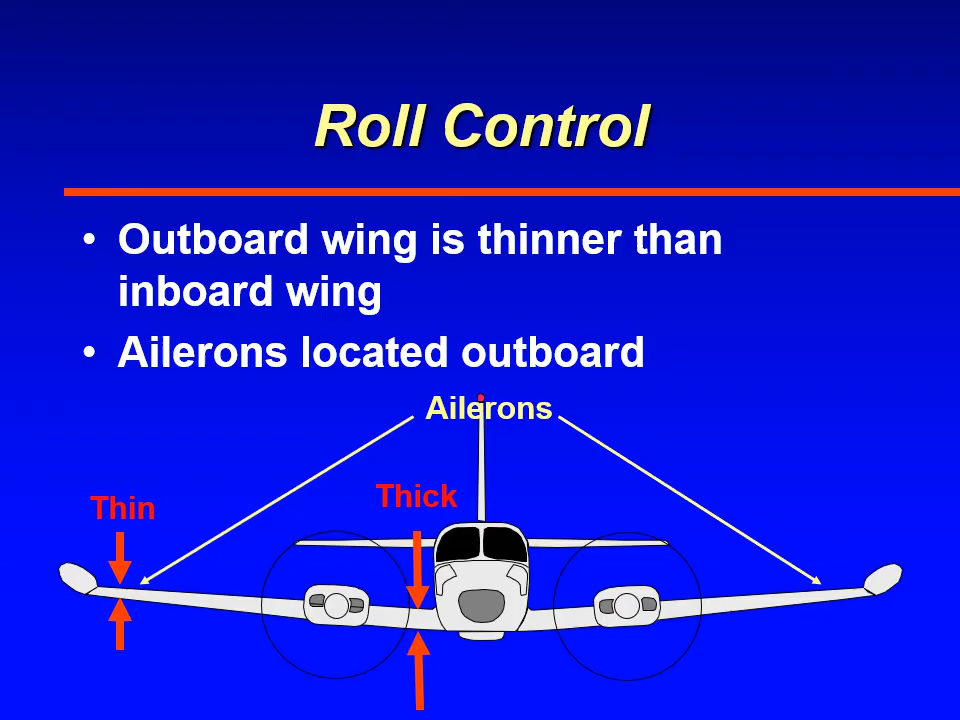 Roll Control
• Outboard wing is thinner than
inboard wing
• Ailerons located outboard
Ailerons
Thick
Thin